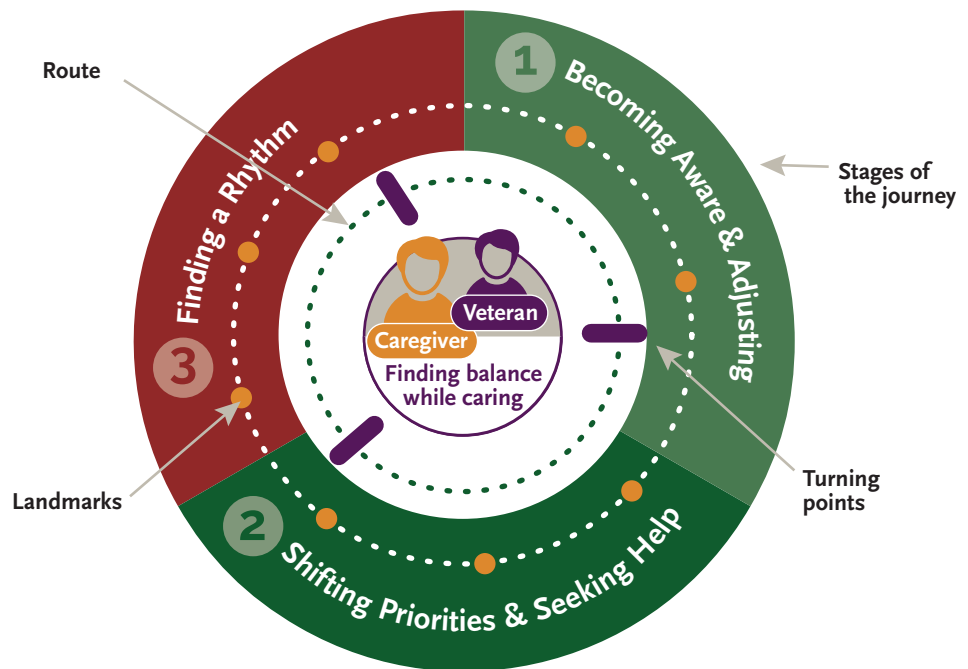 Route
1
Becoming Aware & Adjusting
Stages of
the journey
Finding a Rhythm
3
Veteran
Caregiver
Finding balance
while caring
Landmarks
Turning
points
2
Shifting Priorities & Seeking Help